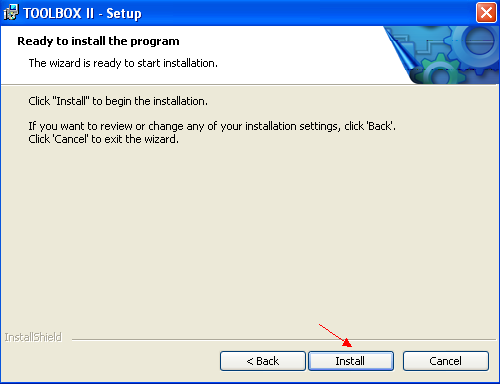 TOOLBOX II - Setup
Ready to install the program
The wizard is ready to start installation.
Click "Install" to begin the installation.
If you want to review or change any of your installation settings, click 'Back'.
Click 'Cancel' to exit the wizard.
InstallShield
< Back Install Cancel